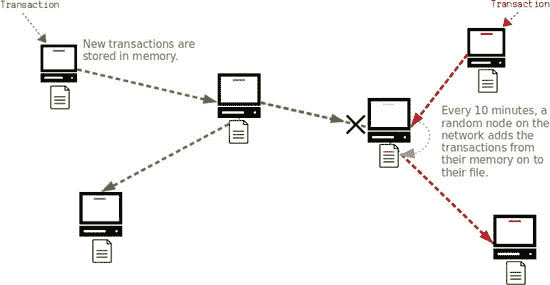 Transaction
Transaction
New transactions are
stored in memory.
Every 10 minutes, a
random node on the
network adds the
transactions from
their memory on to
their file.